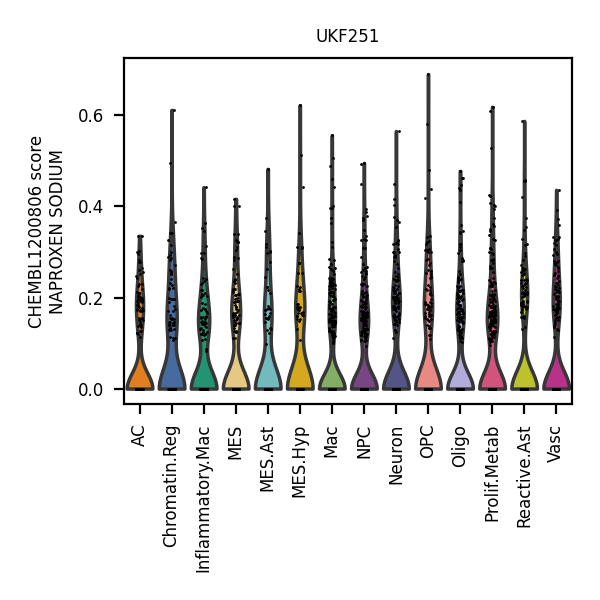 UKF251
CHEMBL1200806 score
NAPROXEN SODIUM
0.6
0.4
0.2
0.0
AC
Chromatin.Reg
Inflammatory.Mac
MES
MES.Ast
MES.Hyp
Mac
NPC
Neuron
OPC
Oligo
Prolif.Metab
Reactive.Ast
Vasc